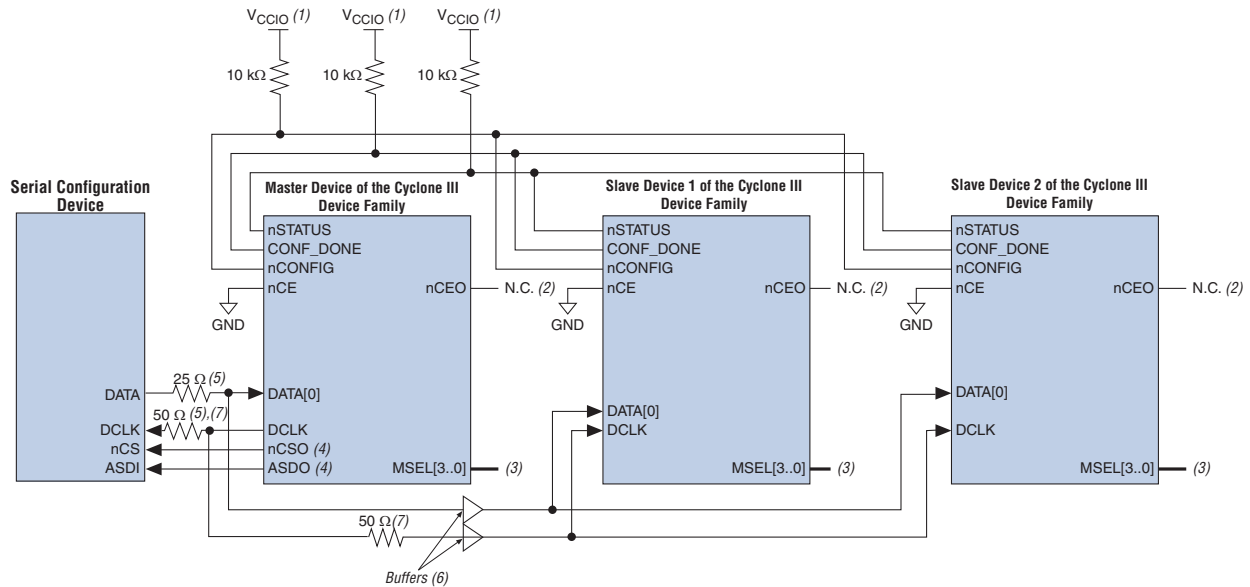 VCCIO (1)
VCCIO (1)
VCCIO (1)
10 kΩ
10 kΩ
10 kΩ
Serial Configuration
Device
DATA
DCLK
nCS
ASDI
25 Ω (5)
50 Ω (5),(7)
Master Device of the Cyclone III
Device Family
nSTATUS
CONF_DONE
nCONFIG
nCE
GND
nCEO
N.C. (2)
DATA[0]
DCLK
nCSO (4)
ASDO (4)
MSEL[3..0]
(3)
Slave Device 1 of the Cyclone III
Device Family
nSTATUS
CONF_DONE
nCONFIG
nCE
GND
nCEO
N.C. (2)
DATA[0]
DCLK
MSEL[3..0]
(3)
Slave Device 2 of the Cyclone III
Device Family
nSTATUS
CONF_DONE
nCONFIG
nCE
GND
nCEO
N.C. (2)
DATA[0]
DCLK
MSEL[3..0]
(3)
50 Ω (7)
Buffers (6)